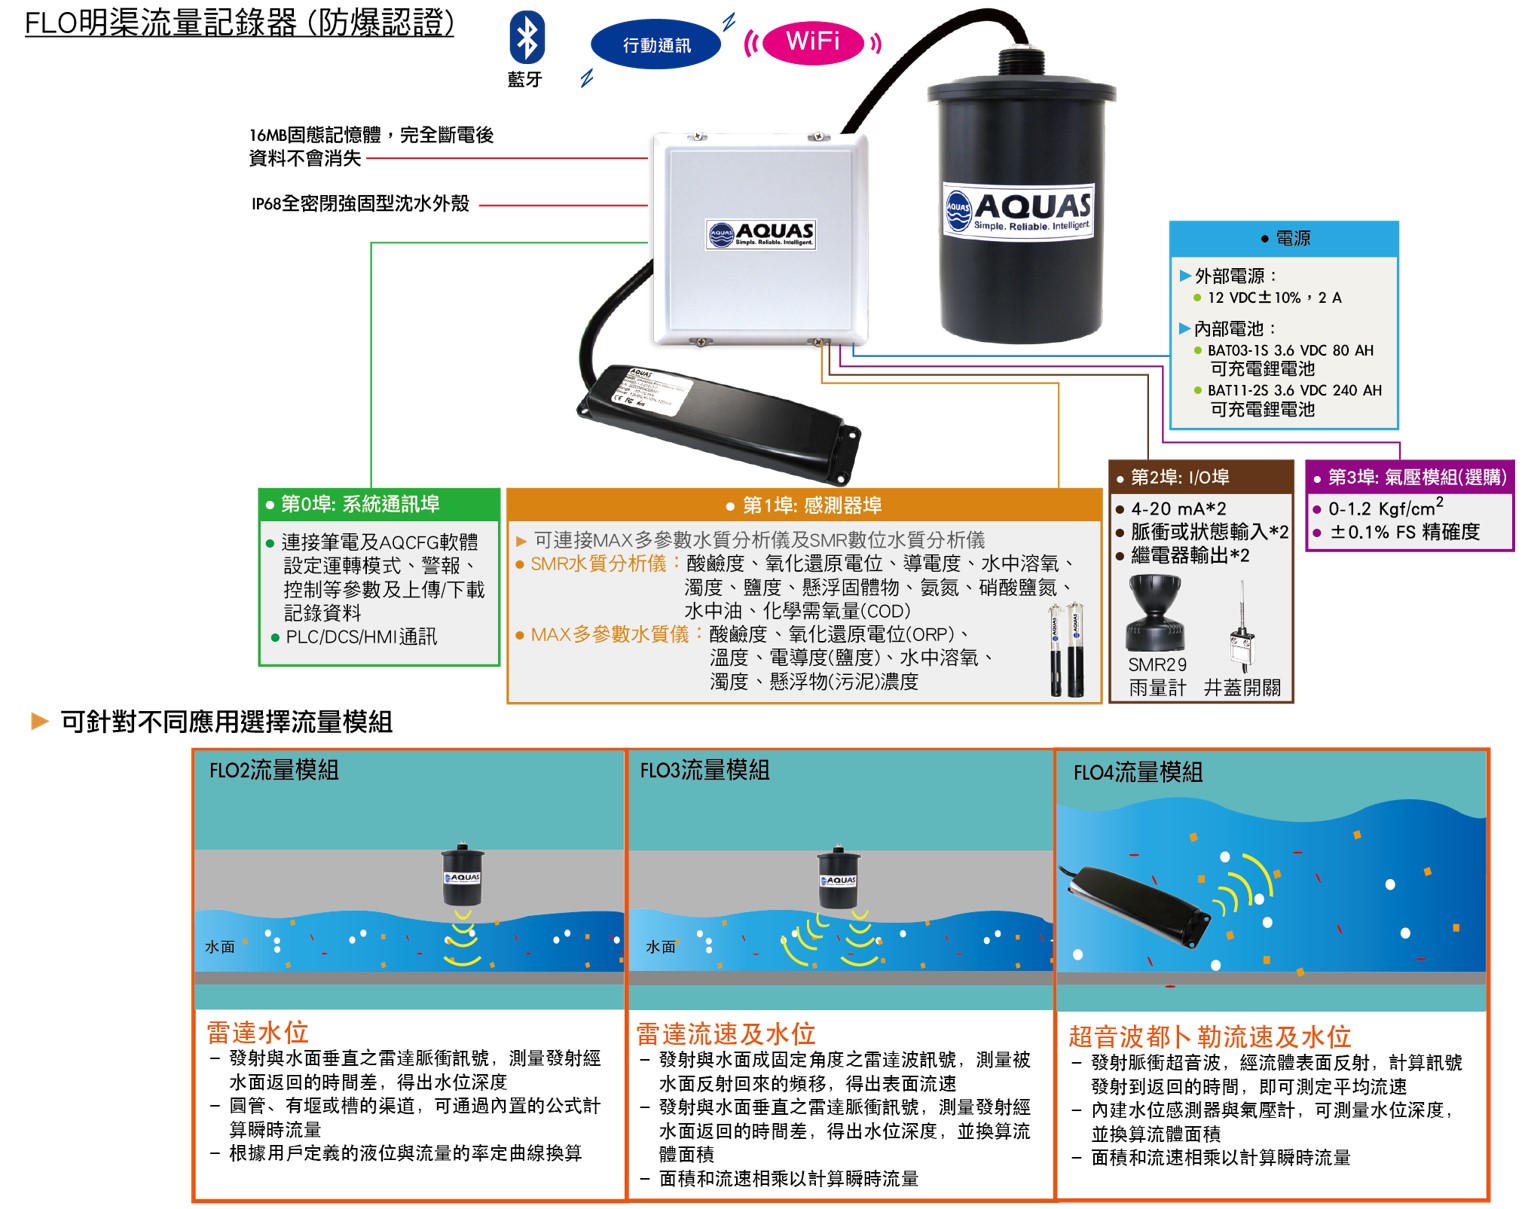 FLO明渠流量記錄器 (防爆認證)
藍牙
行動通訊
WiFi
16MB固態記憶體，完全斷電後
資料不會消失
IP68全密閉強固型沈水外殼
AQUAS
AQUAS
Simple. Reliable. Intelligent.
AQUAS
AQUAS
Simple. Reliable. Intelligent.
AQUAS
● 電源
▶外部電源：
● 12 VDC±10%，2 A
▶內部電池：
● BAT03-1S 3.6 VDC 80 AH
可充電鋰電池
● BAT11-2S 3.6 VDC 240 AH
可充電鋰電池
● 第0埠: 系統通訊埠
● 連接筆電及AQCFG軟體
設定運轉模式、警報、
控制等參數及上傳/下載
記錄資料
● PLC/DCS/HMI通訊
● 第1埠: 感測器埠
▶ 可連接MAX多參數水質分析儀及SMR數位水質分析儀
● SMR水質分析儀：酸鹼度、氧化還原電位、導電度、水中溶氧、
濁度、鹽度、懸浮固體物、氨氮、硝酸鹽氮、
水中油、化學需氧量(COD)
● MAX多參數水質儀：酸鹼度、氧化還原電位(ORP)、
溫度、電導度(鹽度)、水中溶氧、
濁度、懸浮物(污泥)濃度
AQUAS
AQUAS
● 第2埠: I/O埠
● 4-20 mA*2
● 脈衝或狀態輸入*2
● 繼電器輸出*2
SMR29
雨量計
井蓋開關
● 第3埠: 氣壓模組(選購)
● 0-1.2 Kgf/cm²
● ±0.1% FS 精確度
▶ 可針對不同應用選擇流量模組
FLO2流量模組
AQUAS
水面
雷達水位
– 發射與水面垂直之雷達脈衝訊號，測量發射經
水面返回的時間差，得出水位深度
– 圓管、有堰或槽的渠道，可通過內置的公式計
算瞬時流量
– 根據用戶定義的液位與流量的率定曲線換算
FLO3流量模組
AQUAS
水面
雷達流速及水位
– 發射與水面成固定角度之雷達波訊號，測量被
水面反射回來的頻移，得出表面流速
– 發射與水面垂直之雷達脈衝訊號，測量發射經
水面返回的時間差，得出水位深度，並換算流
體面積
– 面積和流速相乘以計算瞬時流量
FLO4流量模組
超音波都卜勒流速及水位
– 發射脈衝超音波，經流體表面反射，計算訊號
發射到返回的時間，即可測定平均流速
– 內建水位感測器與氣壓計，可測量水位深度，
並換算流體面積
– 面積和流速相乘以計算瞬時流量